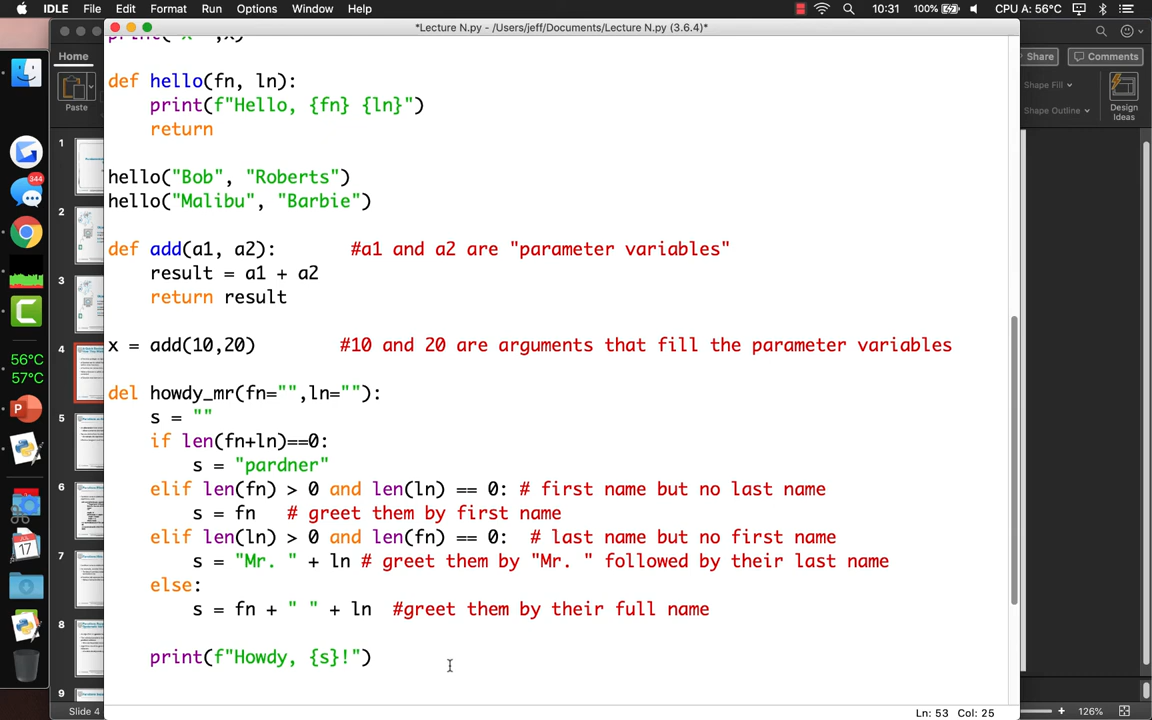 IDLE File Edit Format Run Options Window Help 10:31 100% CPU A: 56°C
*Lecture N.py - /Users/jeff/Documents/Lecture N.py (3.6.4)*
Home
Share
Comments
Paste
Shape Fill
Shape Outline
Design
Ideas
344
56°C
57°C
JUL
17
1
2
3
4
5
6
7
8
9
def hello(fn, ln):
print(f"Hello, {fn} {ln}")
return
hello("Bob", "Roberts")
hello("Malibu", "Barbie")
def add(a1, a2): #a1 and a2 are "parameter variables"
result = a1 + a2
return result
x = add(10,20) #10 and 20 are arguments that fill the parameter variables
del howdy_mr(fn="",ln=""):
s = ""
if len(fn+ln)==0:
s = "pardner"
elif len(fn) > 0 and len(ln) == 0: # first name but no last name
s = fn # greet them by first name
elif len(ln) > 0 and len(fn) == 0: # last name but no first name
s = "Mr. " + ln # greet them by "Mr. " followed by their last name
else:
s = fn + " " + ln #greet them by their full name
print(f"Howdy, {s}!")
Ln: 53 Col: 25
Slide 4
126%